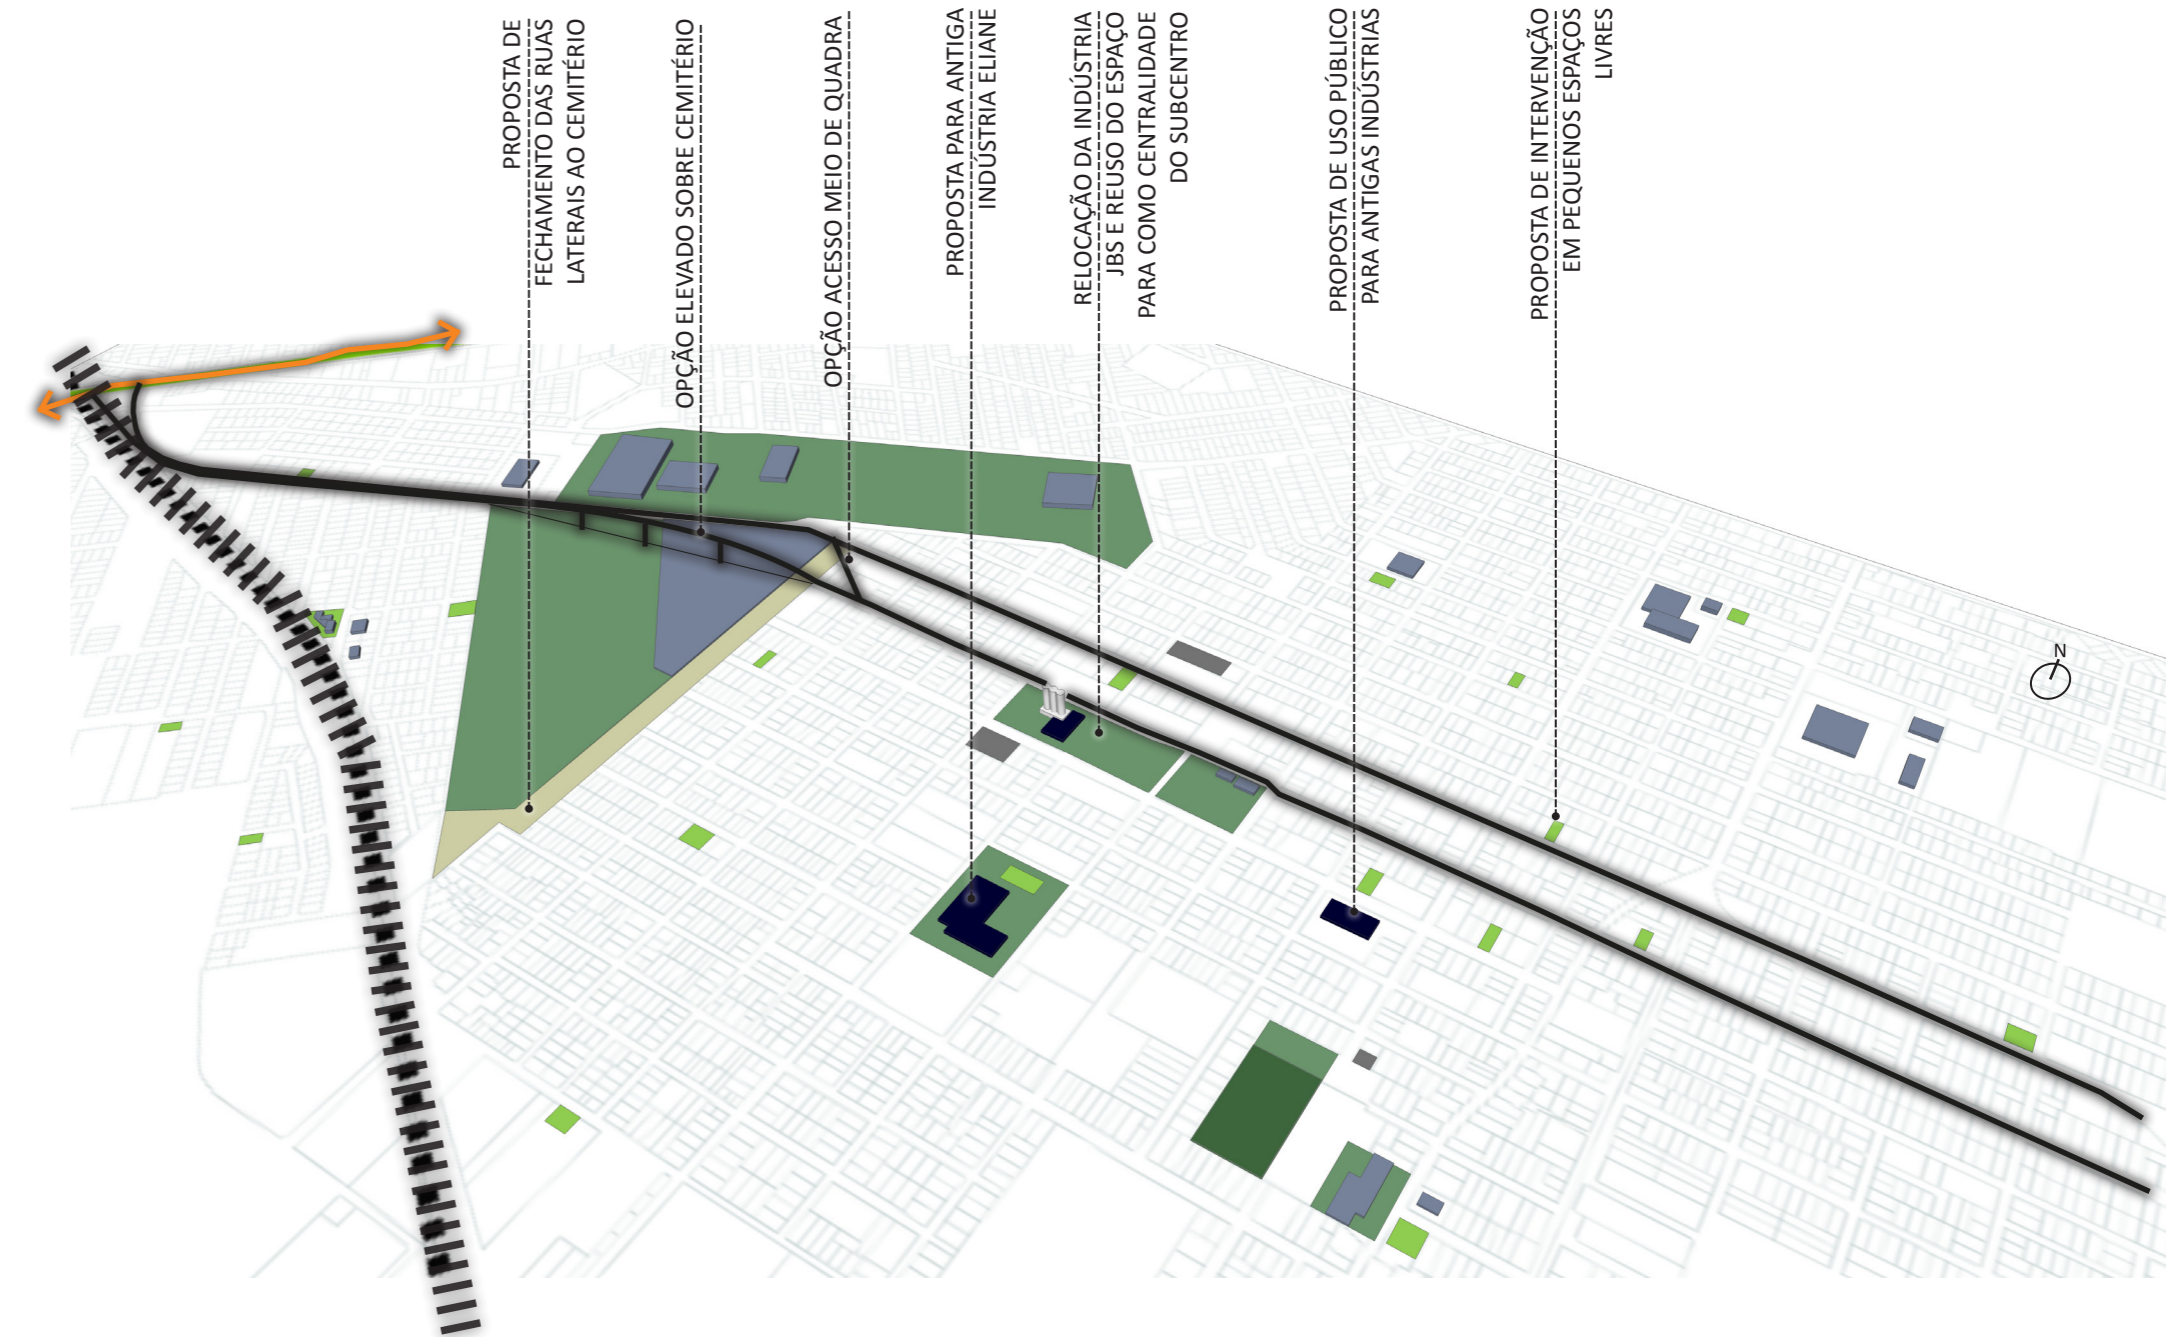 PROPOSTA DE
FECHAMENTO DAS RUAS
LATERAIS AO CEMITÉRIO
OPÇÃO ELEVADO SOBRE CEMITÉRIO
OPÇÃO ACESSO MEIO DE QUADRA
PROPOSTA PARA ANTIGA
INDÚSTRIA ELIANE
RELOCAÇÃO DA INDÚSTRIA
JBS E REUSO DO ESPAÇO
PARA COMO CENTRALIDADE
DO SUBCENTRO
PROPOSTA DE USO PÚBLICO
PARA ANTIGAS INDÚSTRIAS
PROPOSTA DE INTERVENÇÃO
EM PEQUENOS ESPAÇOS
LIVRES
N